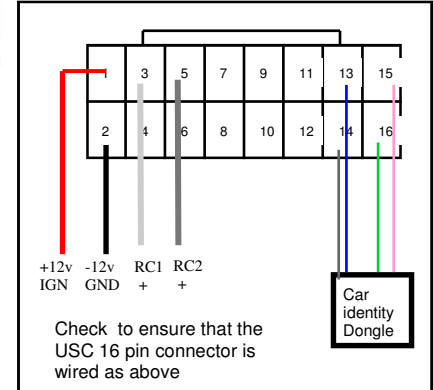 1 3 5 7 9 11 13 15
2 4 6 8 10 12 14 16
+12v -12v RC1 RC2
IGN GND + +
Car
identity
Dongle
Check to ensure that the
USC 16 pin connector is
wired as above